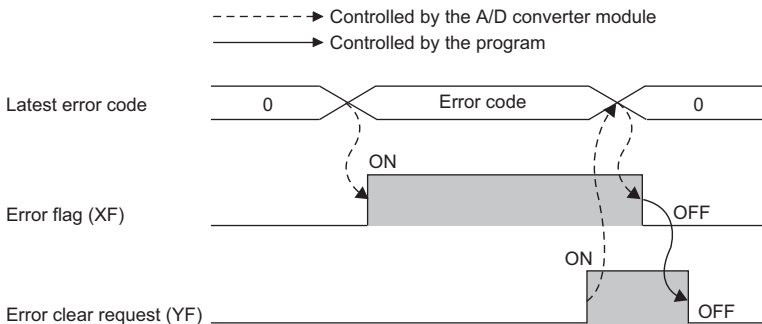 Controlled by the A/D converter module
Controlled by the program
Latest error code
0
Error code
0
ON
Error flag (XF)
OFF
ON
Error clear request (YF)
OFF